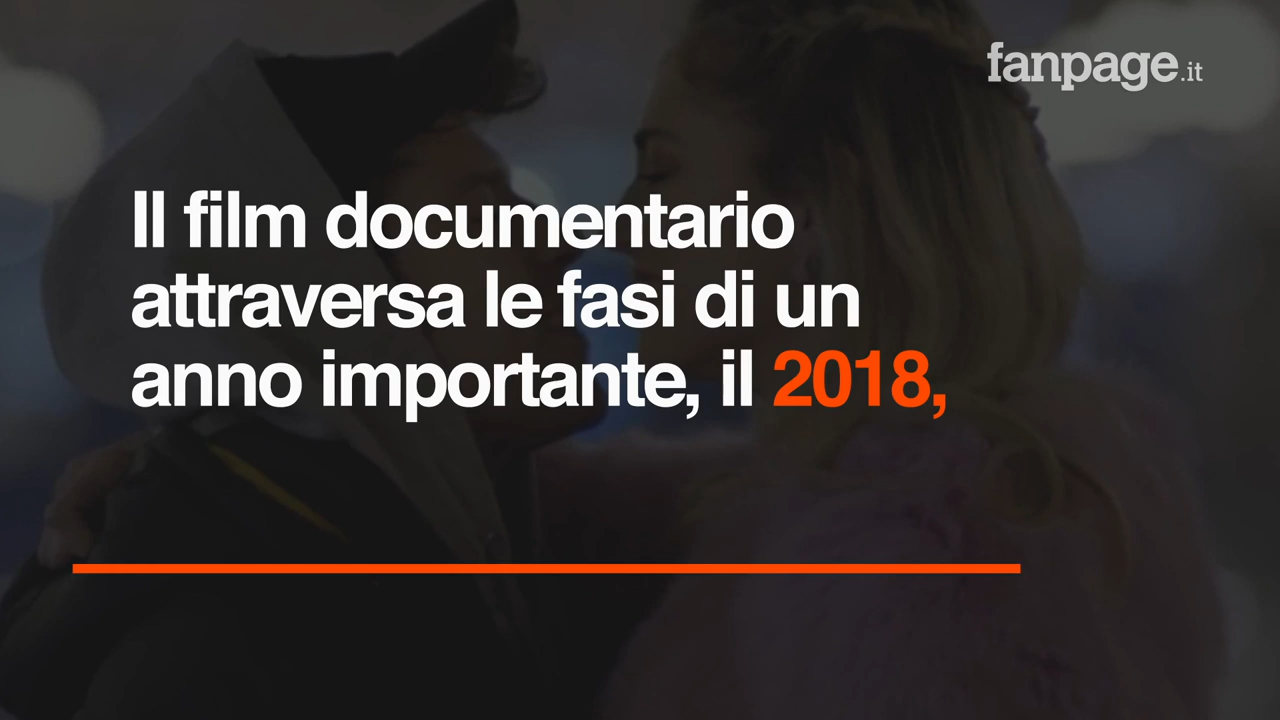 fanpage.it
Il film documentario
attraversa le fasi di un
anno importante, il 2018,